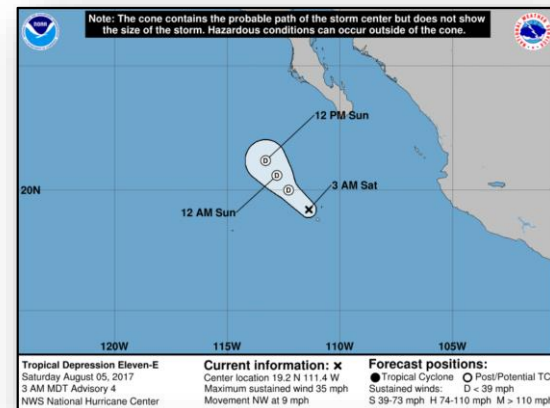 Note: The cone contains the probable path of the storm center but does not show
the size of the storm. Hazardous conditions can occur outside of the cone.
NOAA
12 PM Sun
D
D
3 AM Sat
D
20N
12 AM Sun
120W 115W 110W 105W
Tropical Depression Eleven-E
Saturday August 05, 2017
3 AM MDT Advisory 4
NWS National Hurricane Center
Current information: x
Center location 19.2 N 111.4 W
Maximum sustained wind 35 mph
Movement NW at 9 mph
Forecast positions:
Tropical Cyclone Post/Potential TC
Sustained winds: D < 39 mph
S 39-73 mph H 74-110 mph M > 110 mph